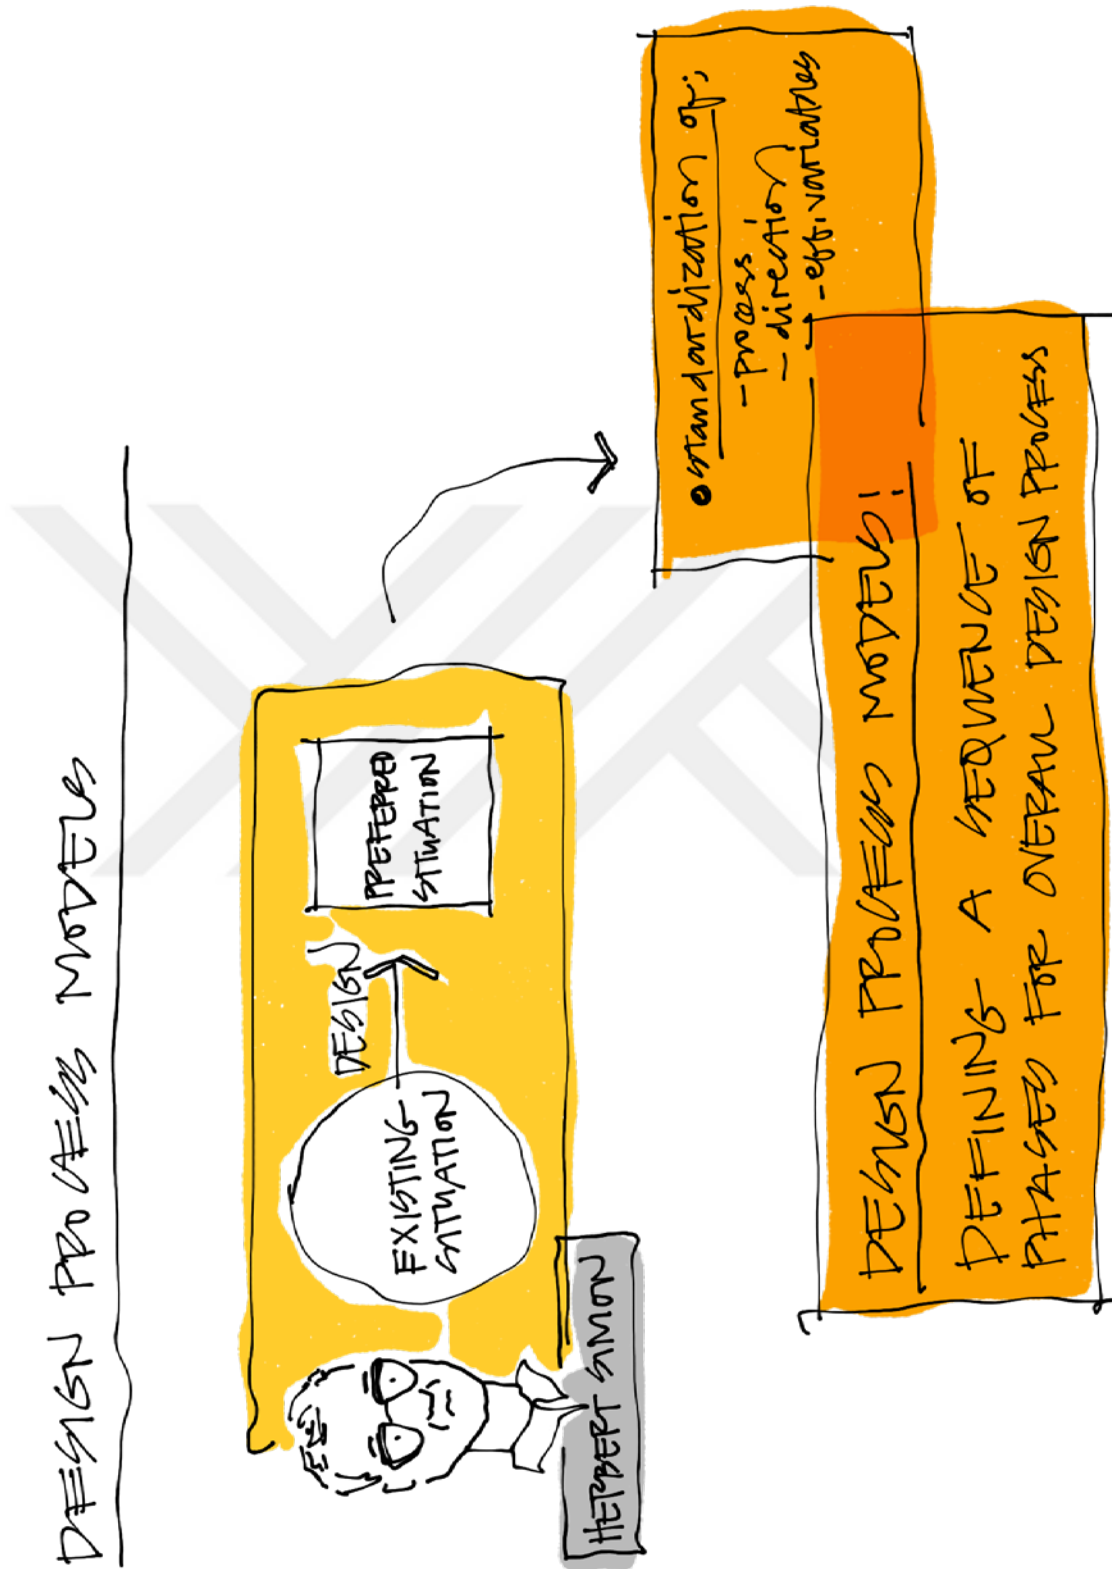 DESIGN PROCESS MODELS
EXISTING
SITUATION
DESIGN
PREFERRED
SITUATION
HERBERT SIMON
standardization of:
- process
- direction
- eff. variables
DESIGN PROCESS MODELS:
DEFINING A SEQUENCE OF
PHASES FOR OVERALL DESIGN PROCESS